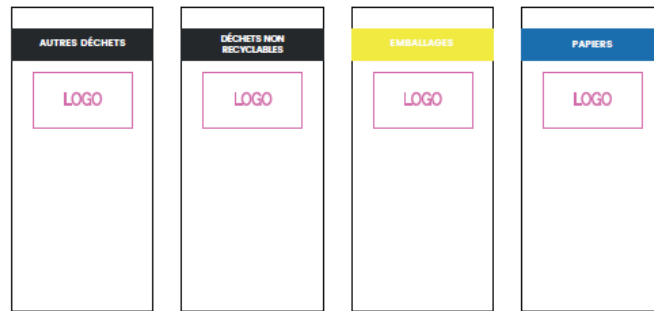 AUTRES DÉCHETS
DÉCHETS NON
RECYCLABLES
EMBALLAGES
PAPIERS
LOGO
LOGO
LOGO
LOGO